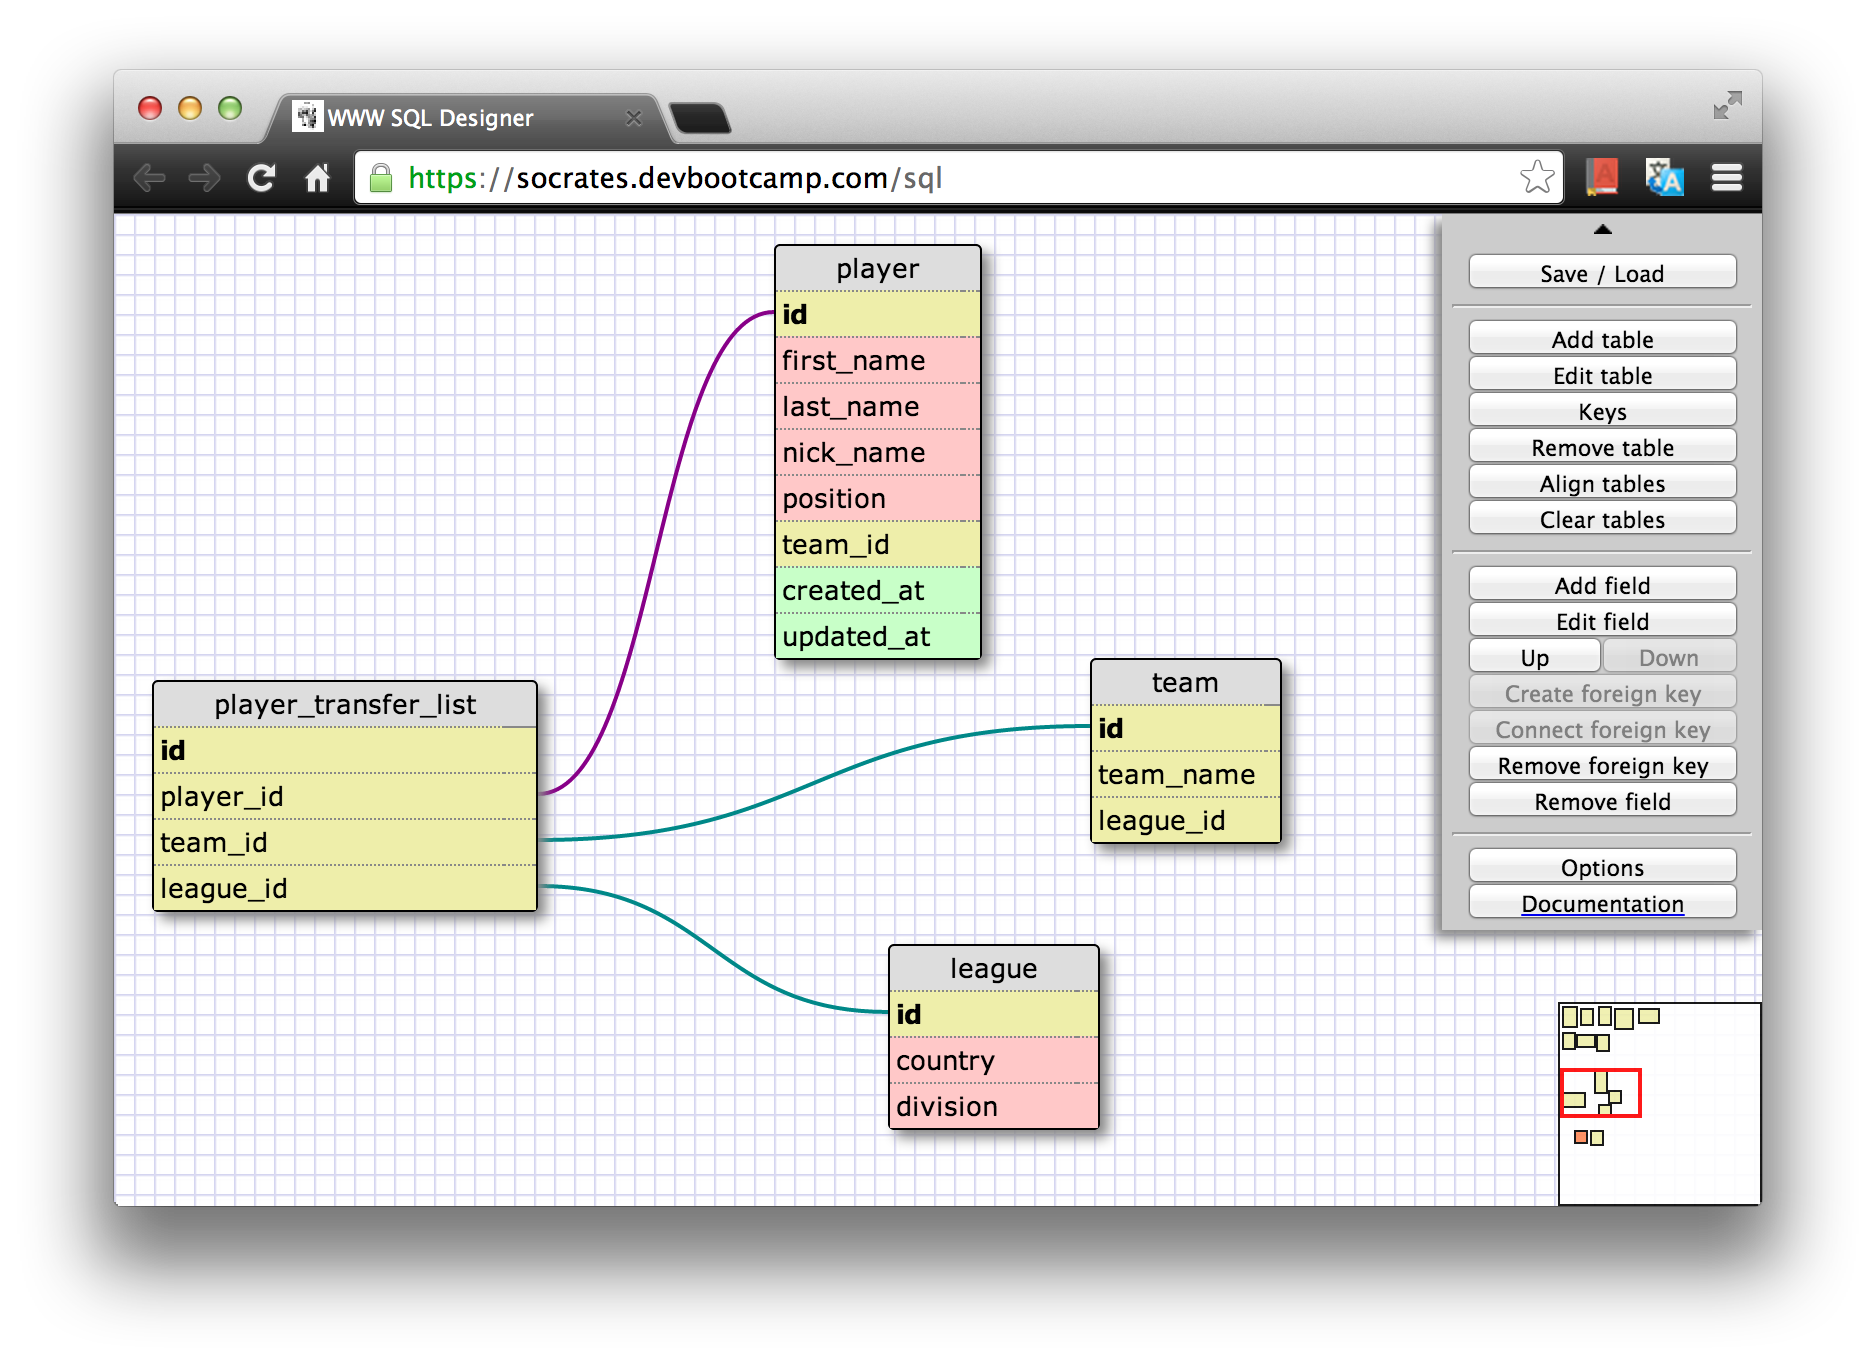 WWW SQL Designer
https://socrates.devbootcamp.com/sql
player
id
first_name
last_name
nick_name
position
team_id
created_at
updated_at
player_transfer_list
id
player_id
team_id
league_id
team
id
team_name
league_id
league
id
country
division
Save / Load
Add table
Edit table
Keys
Remove table
Align tables
Clear tables
Add field
Edit field
Up Down
Create foreign key
Connect foreign key
Remove foreign key
Remove field
Options
Documentation